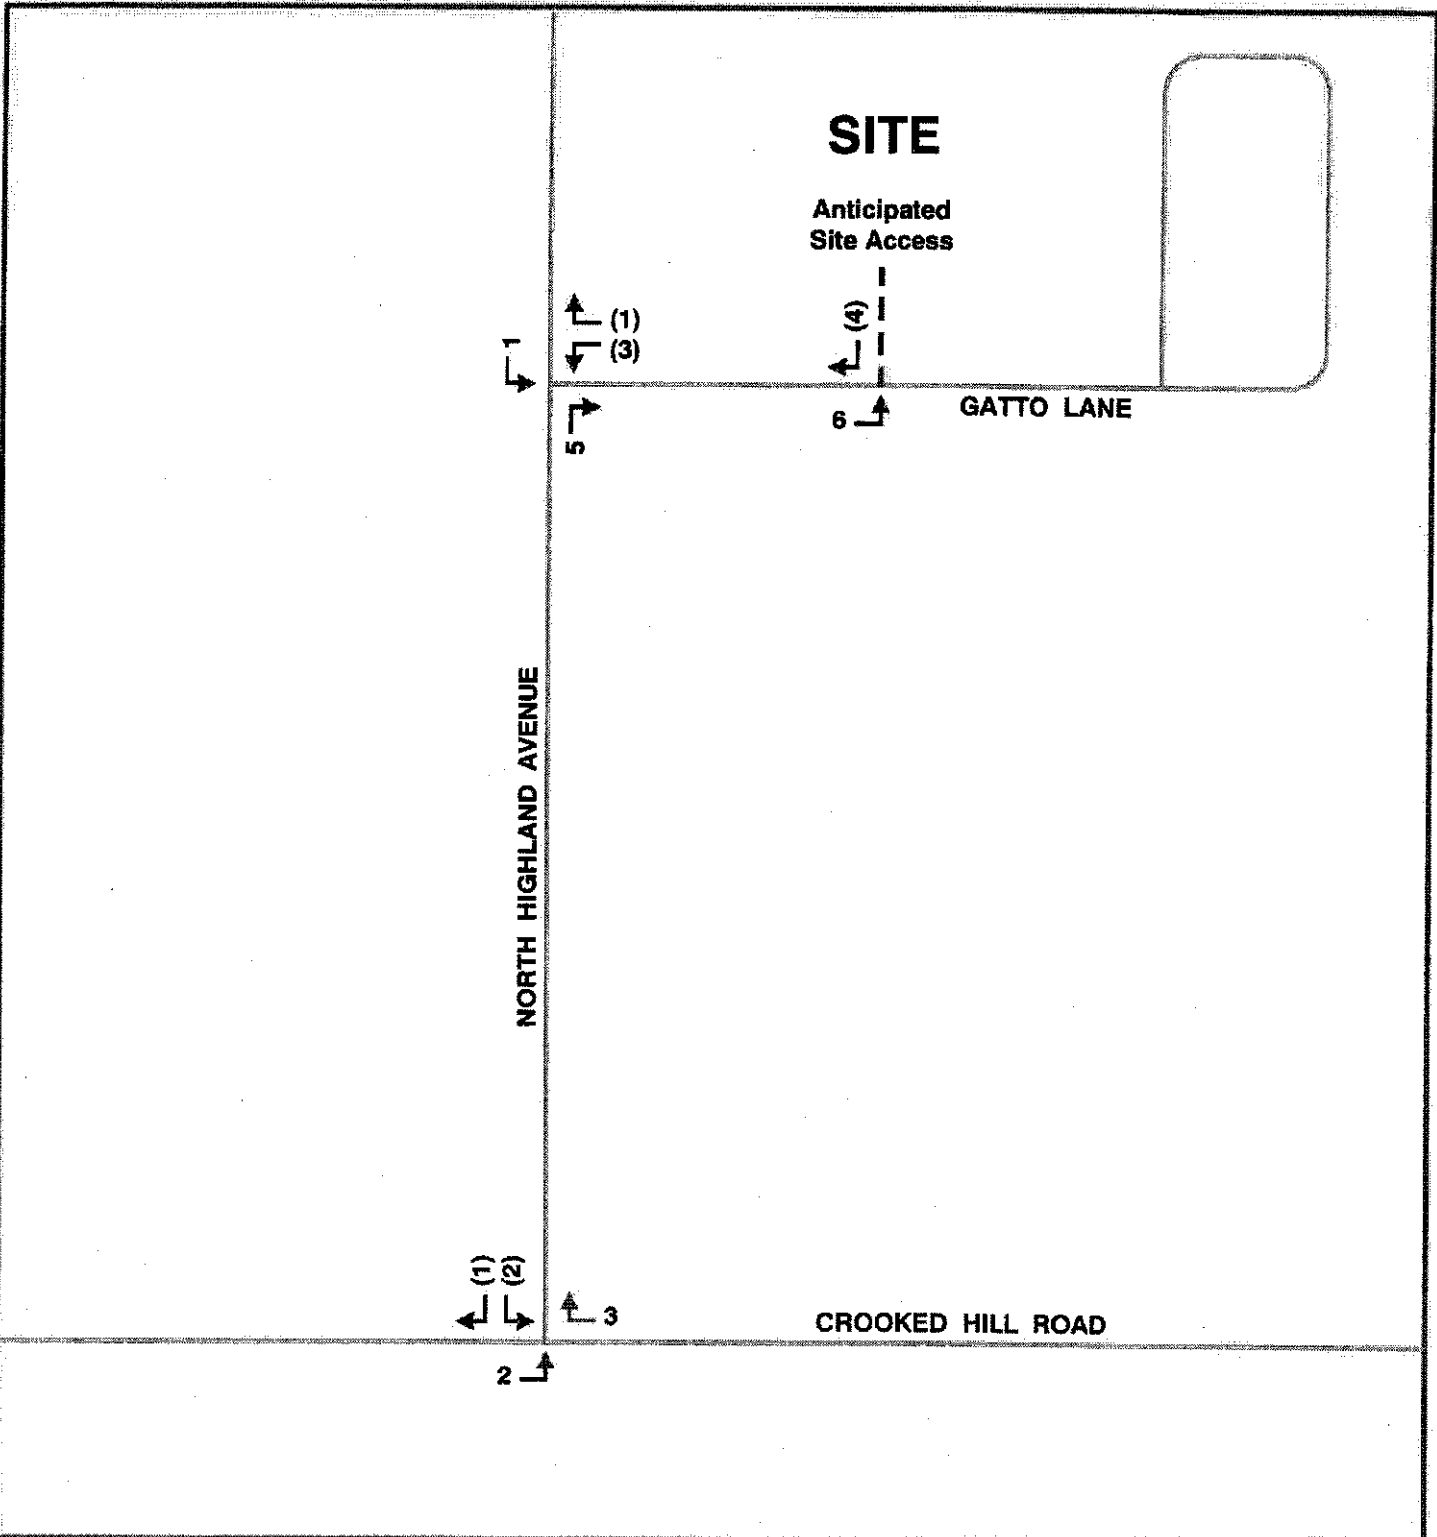 SITE
Anticipated
Site Access
(1)
(3)
(4)
1
6
GATTO LANE
5
NORTH HIGHLAND AVENUE
(1)
(2)
3
CROOKED HILL ROAD
2